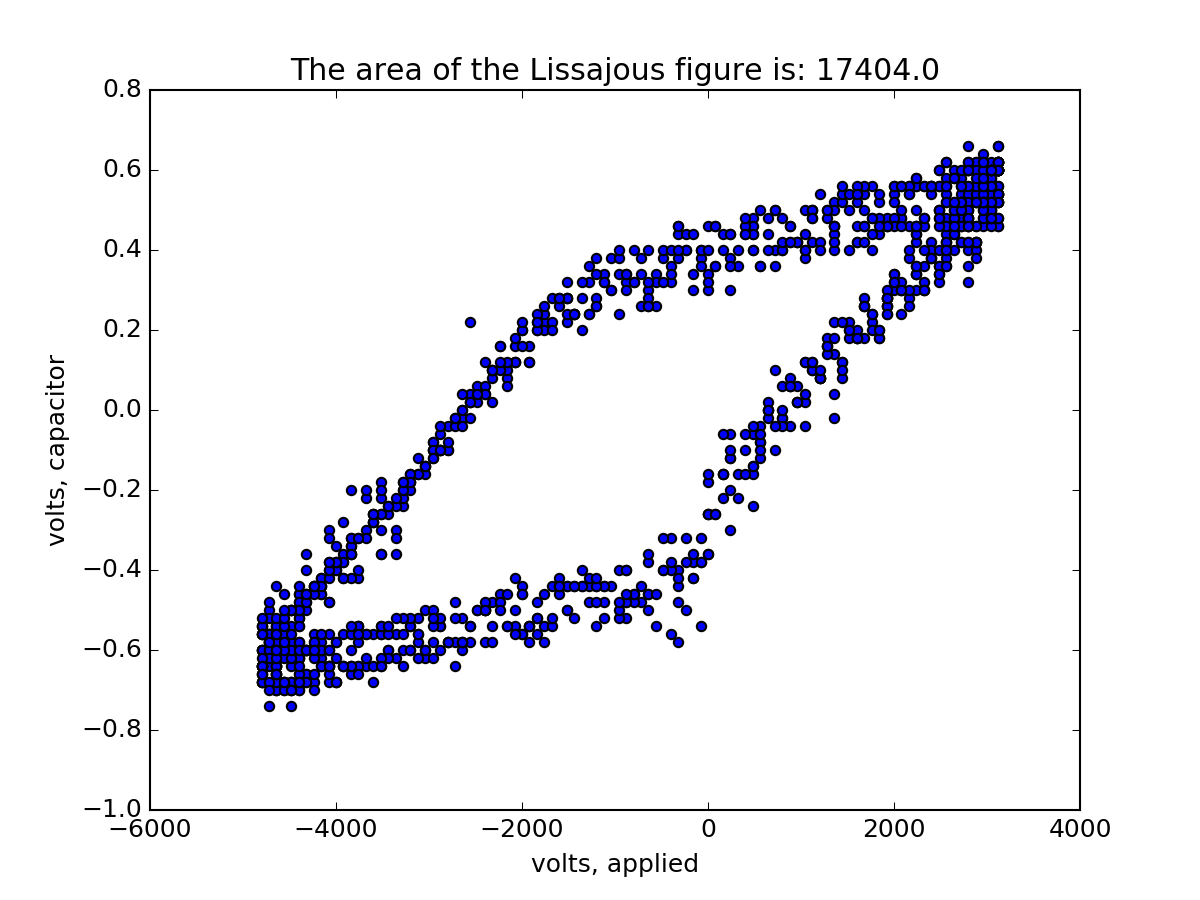 The area of the Lissajous figure is: 17404.0
0.8
0.6
0.4
0.2
0.0
−0.2
−0.4
−0.6
−0.8
−1.0
volts, capacitor
−6000 −4000 −2000 0 2000 4000
volts, applied